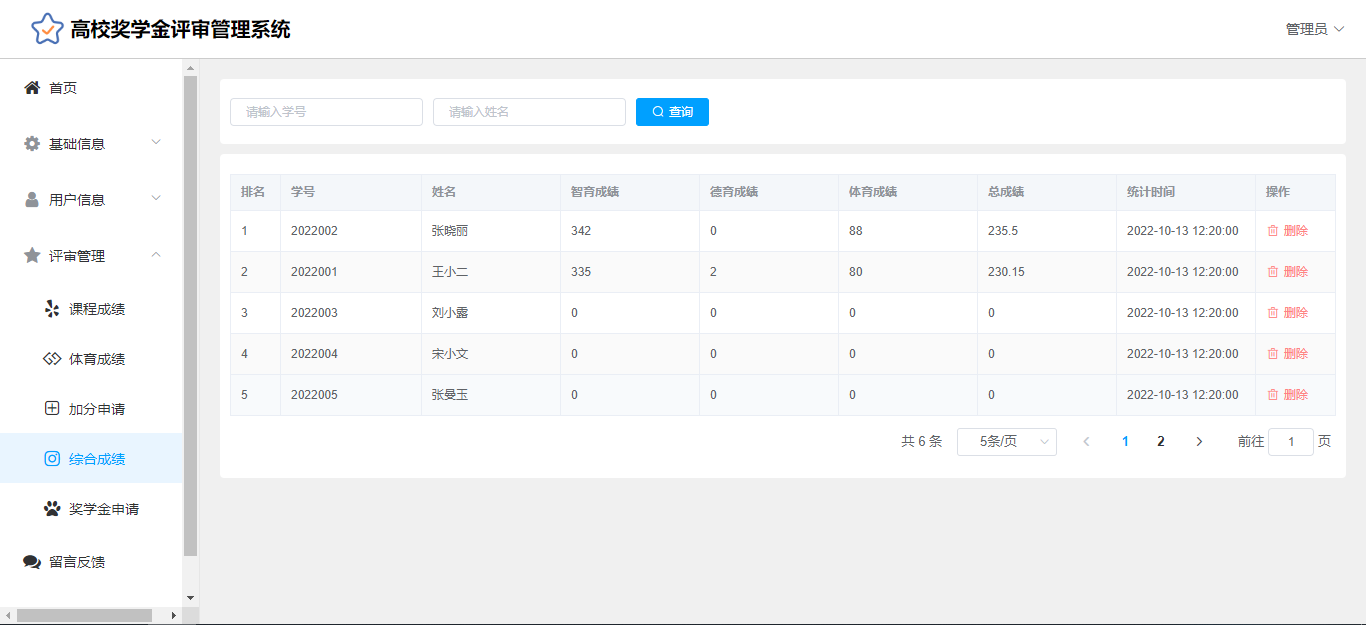 高校奖学金评审管理系统
管理员
首页
基础信息
用户信息
评审管理
课程成绩
体育成绩
加分申请
综合成绩
奖学金申请
留言反馈
请输入学号 请输入姓名 查询
排名 学号 姓名 智育成绩 德育成绩 体育成绩 总成绩 统计时间 操作
1 2022002 张晓丽 342 0 88 235.5 2022-10-13 12:20:00 删除
2 2022001 王小二 335 2 80 230.15 2022-10-13 12:20:00 删除
3 2022003 刘小露 0 0 0 0 2022-10-13 12:20:00 删除
4 2022004 宋小文 0 0 0 0 2022-10-13 12:20:00 删除
5 2022005 张曼玉 0 0 0 0 2022-10-13 12:20:00 删除
共 6 条 5条/页 1 2 前往 1 页